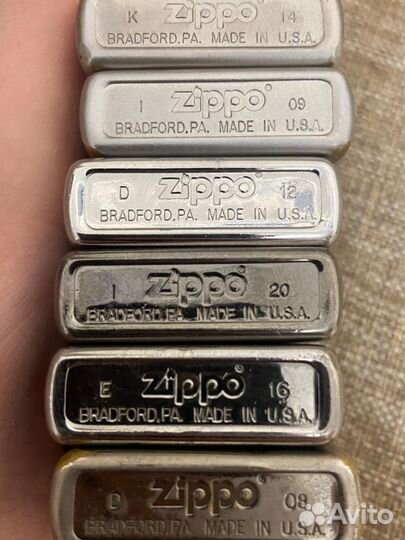 K zippo 14
BRADFORD,PA. MADE IN U.S.A.
I zippo 09
BRADFORD,PA. MADE IN U.S.A.
D zippo 12
BRADFORD,PA. MADE IN U.S.A.
I zippo 20
BRADFORD,PA. MADE IN U.S.A.
E zippo 16
BRADFORD,PA. MADE IN U.S.A.
D zippo 08
BRADFORD,PA. MADE IN U.S.A.
Avito